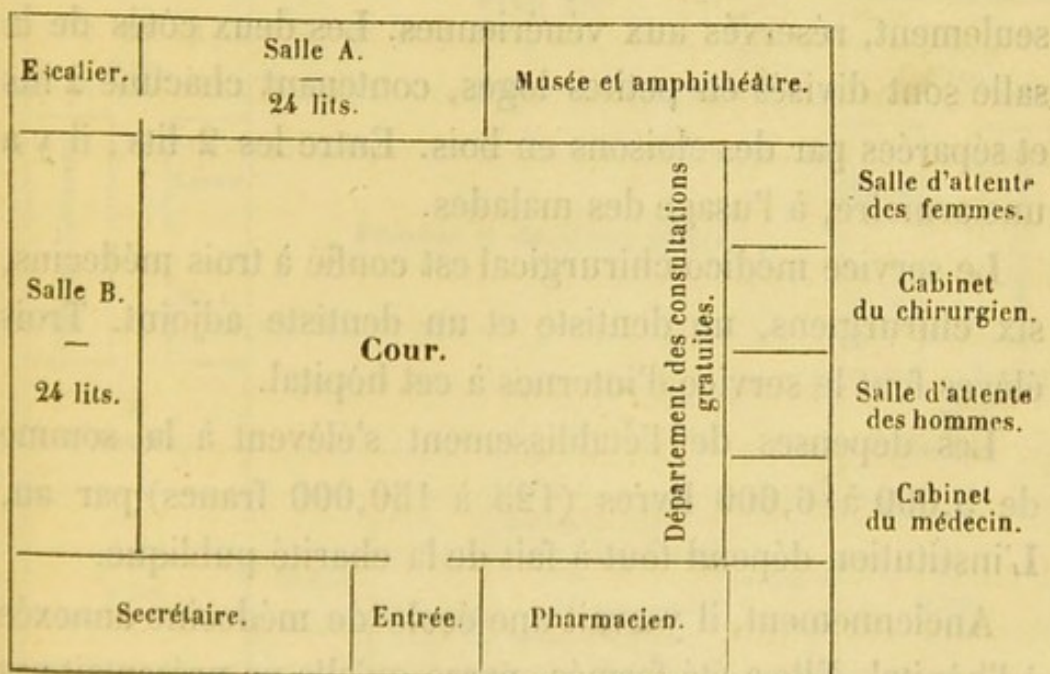 Escalier.
Salle A.
—
24 lits.
Musée et amphithéâtre.
Salle d'attente
des femmes.
Cabinet
du chirurgien.
Salle d'attente
des hommes.
Cabinet
du médecin.
Département des consultations
gratuites.
Salle B.
—
24 lits.
Cour.
Secrétaire.
Entrée.
Pharmacien.